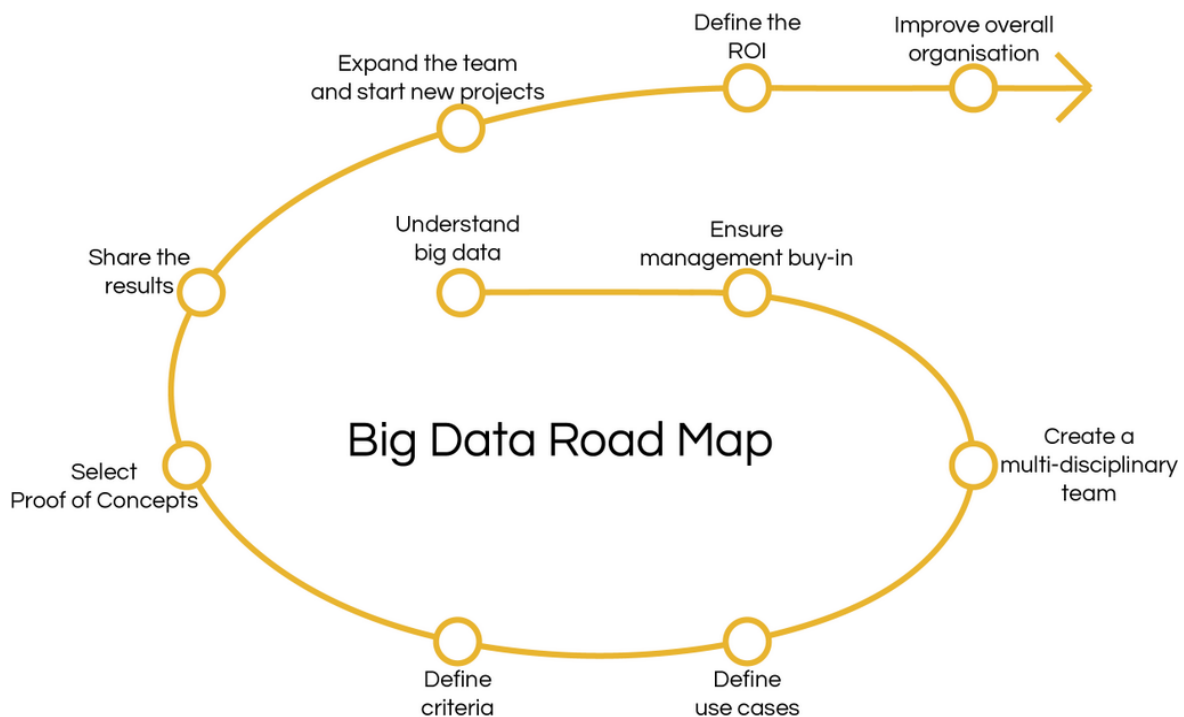 Define the
ROI
Improve overall
organisation
Expand the team
and start new projects
Understand
big data
Ensure
management buy-in
Share the
results
Big Data Road Map
Create a
multi-disciplinary
team
Select
Proof of Concepts
Define
criteria
Define
use cases